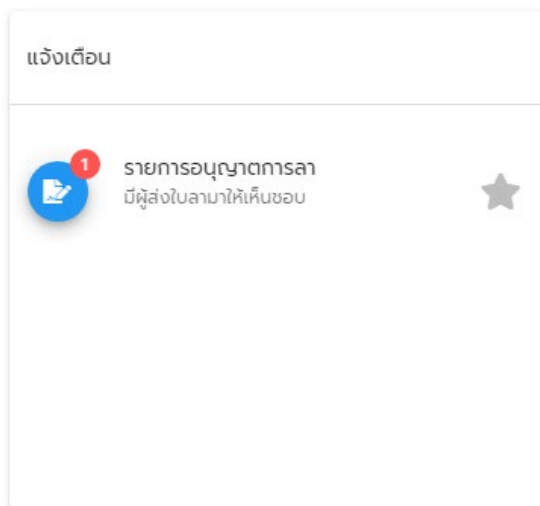 แจ้งเตือน
1
รายการอนุญาตการลา
มีผู้ส่งใบลามาให้เห็นชอบ